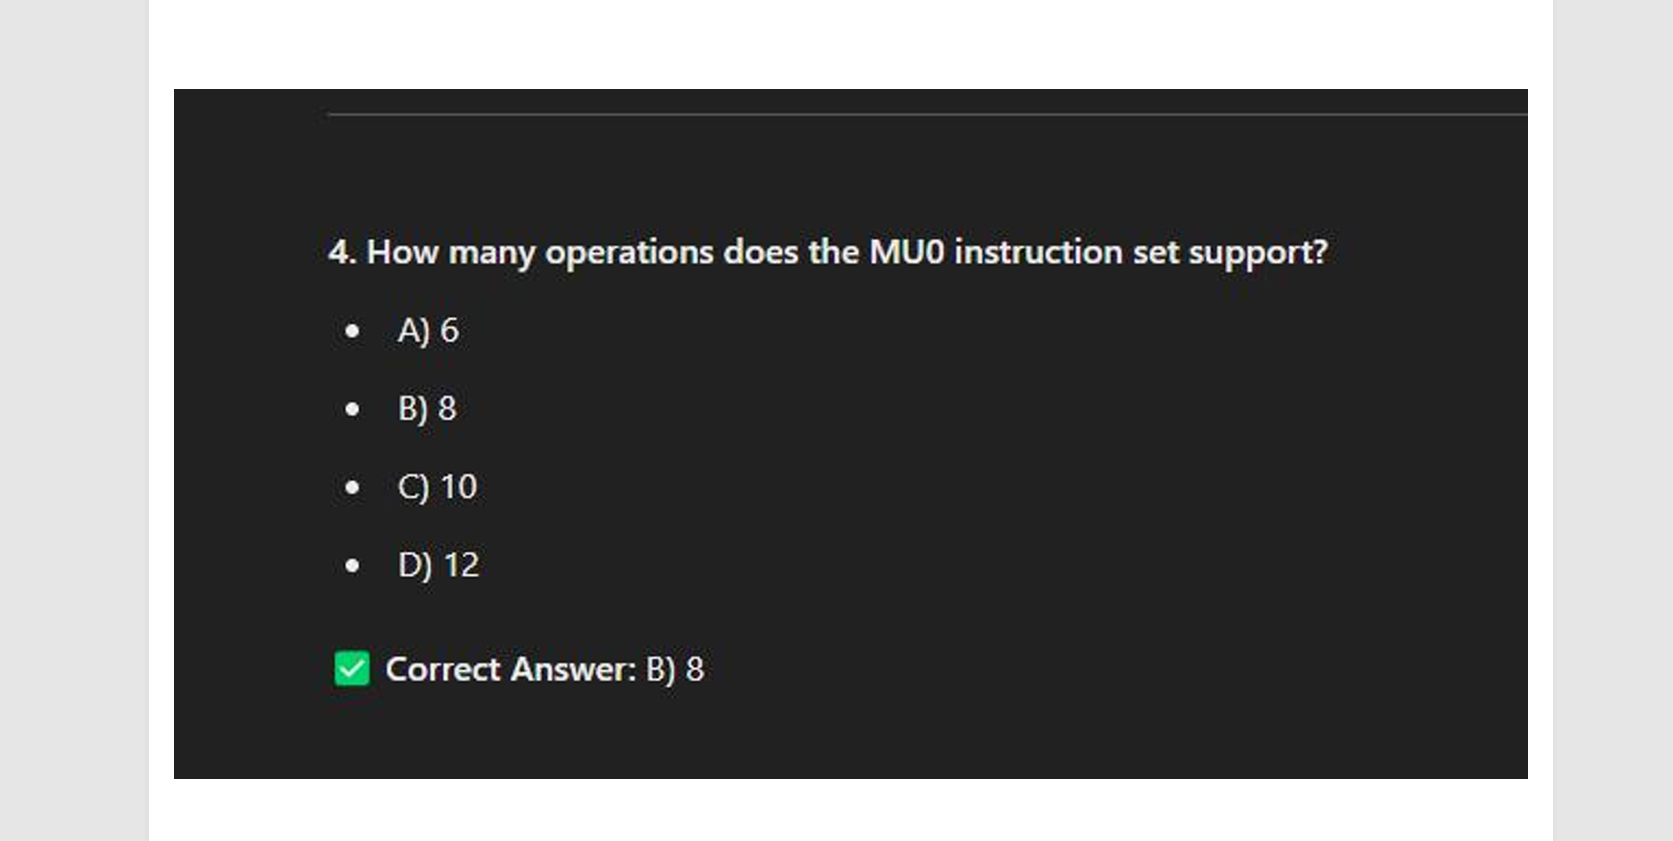 4. How many operations does the MU0 instruction set support?
• A) 6
• B) 8
• C) 10
• D) 12
✅ Correct Answer: B) 8